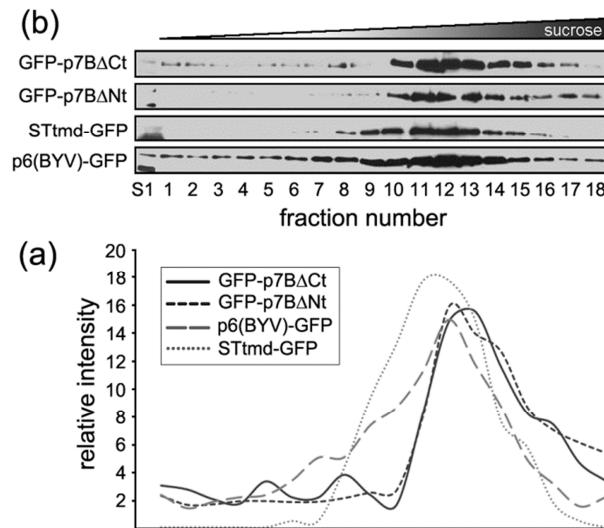 (b)
sucrose
GFP-p7BΔCt
GFP-p7BΔNt
STtmd-GFP
p6(BYV)-GFP
S1 1 2 3 4 5 6 7 8 9 10 11 12 13 14 15 16 17 18
fraction number
(a)
20
18
16
14
12
10
8
6
4
2
relative intensity
GFP-p7BΔCt
GFP-p7BΔNt
p6(BYV)-GFP
STtmd-GFP